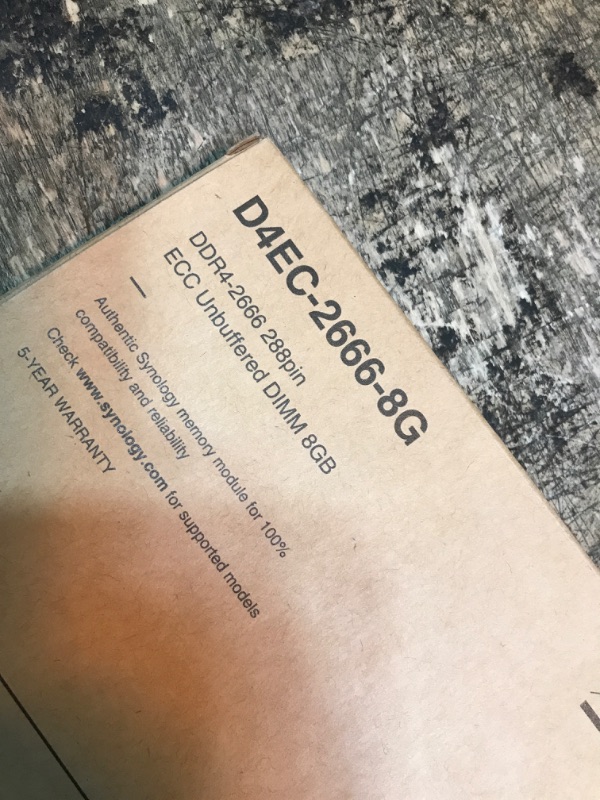 D4EC-2666-8G
DDR4-2666 288pin
ECC Unbuffered DIMM 8GB
Authentic Synology memory module for 100%
compatibility and reliability
Check www.synology.com for supported models
5-YEAR WARRANTY